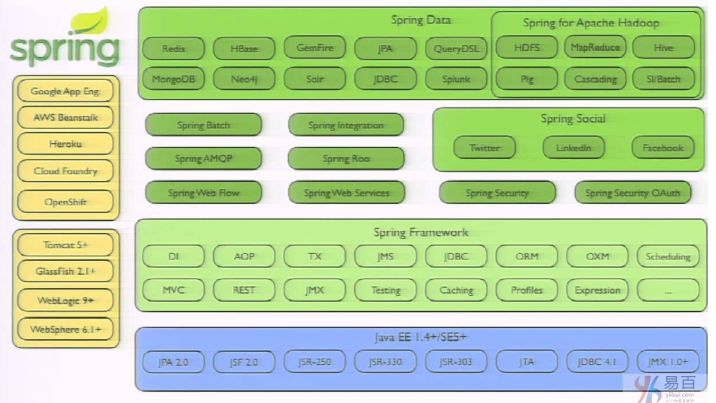 spring
Google App Eng.
AWS Beanstalk
Heroku
Cloud Foundry
OpenShift
Tomcat 5+
GlassFish 2.1+
WebLogic 9+
WebSphere 6.1+
Spring Data
Redis HBase GemFire JPA QueryDSL
MongoDB Neo4j Solr JDBC Splunk
Spring for Apache Hadoop
HDFS MapReduce Hive
Pig Cascading SI/Batch
Spring Batch Spring Integration
Spring AMQP Spring Roo
Spring Social
Twitter LinkedIn Facebook
Spring Web Flow Spring Web Services Spring Security Spring Security OAuth
Spring Framework
DI AOP TX JMS JDBC ORM OXM Scheduling
MVC REST JMX Testing Caching Profiles Expression ...
Java EE 1.4+/SE5+
JPA 2.0 JSF 2.0 JSR-250 JSR-330 JSR-303 JTA JDBC 4.1 JMX 1.0+
易百
yiibai.com